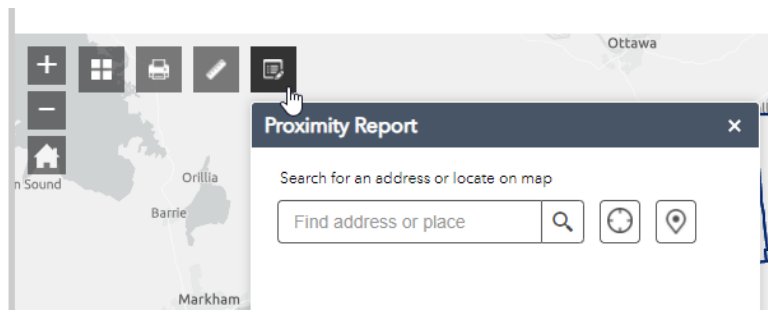 Ottawa
Proximity Report
Search for an address or locate on map
Find address or place
n Sound
Orillia
Barrie
Markham